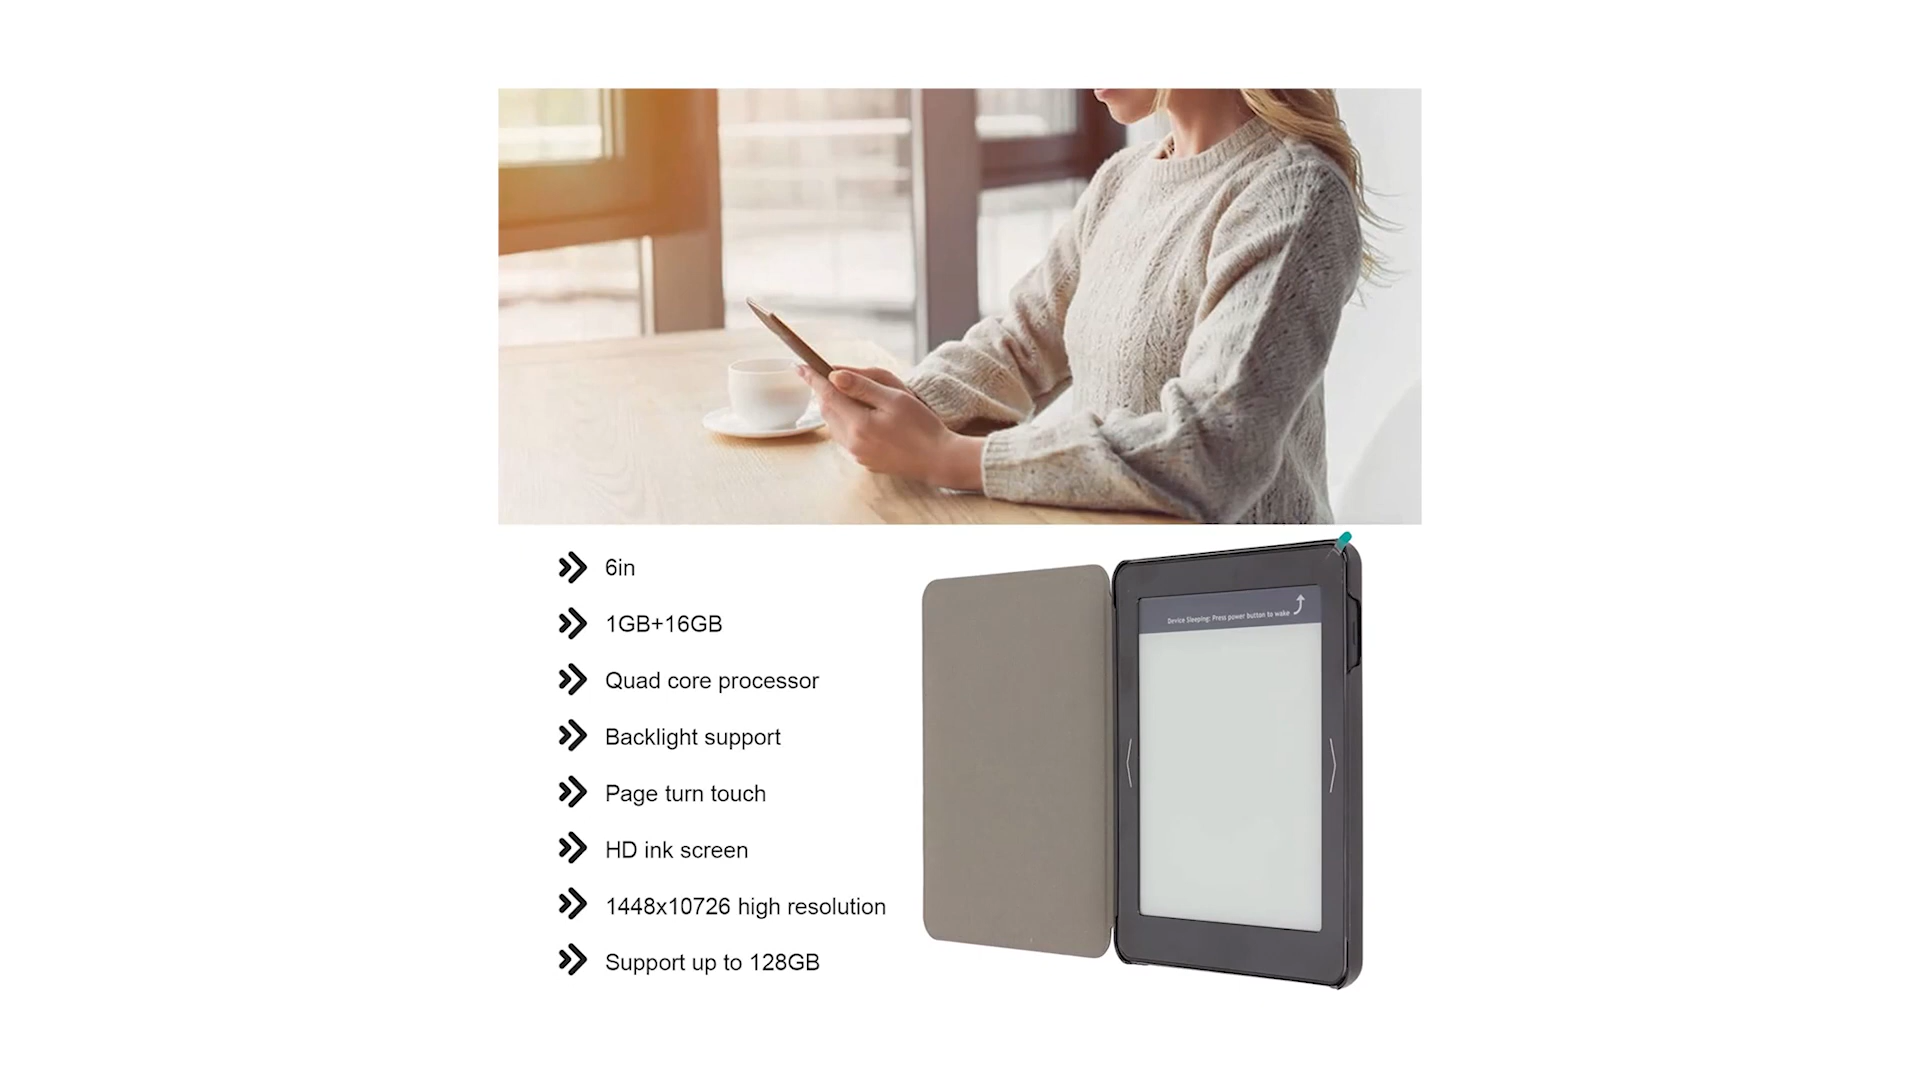 6in
1GB+16GB
Quad core processor
Backlight support
Page turn touch
HD ink screen
1448x10726 high resolution
Support up to 128GB
Device Sleeping: Press power button to wake